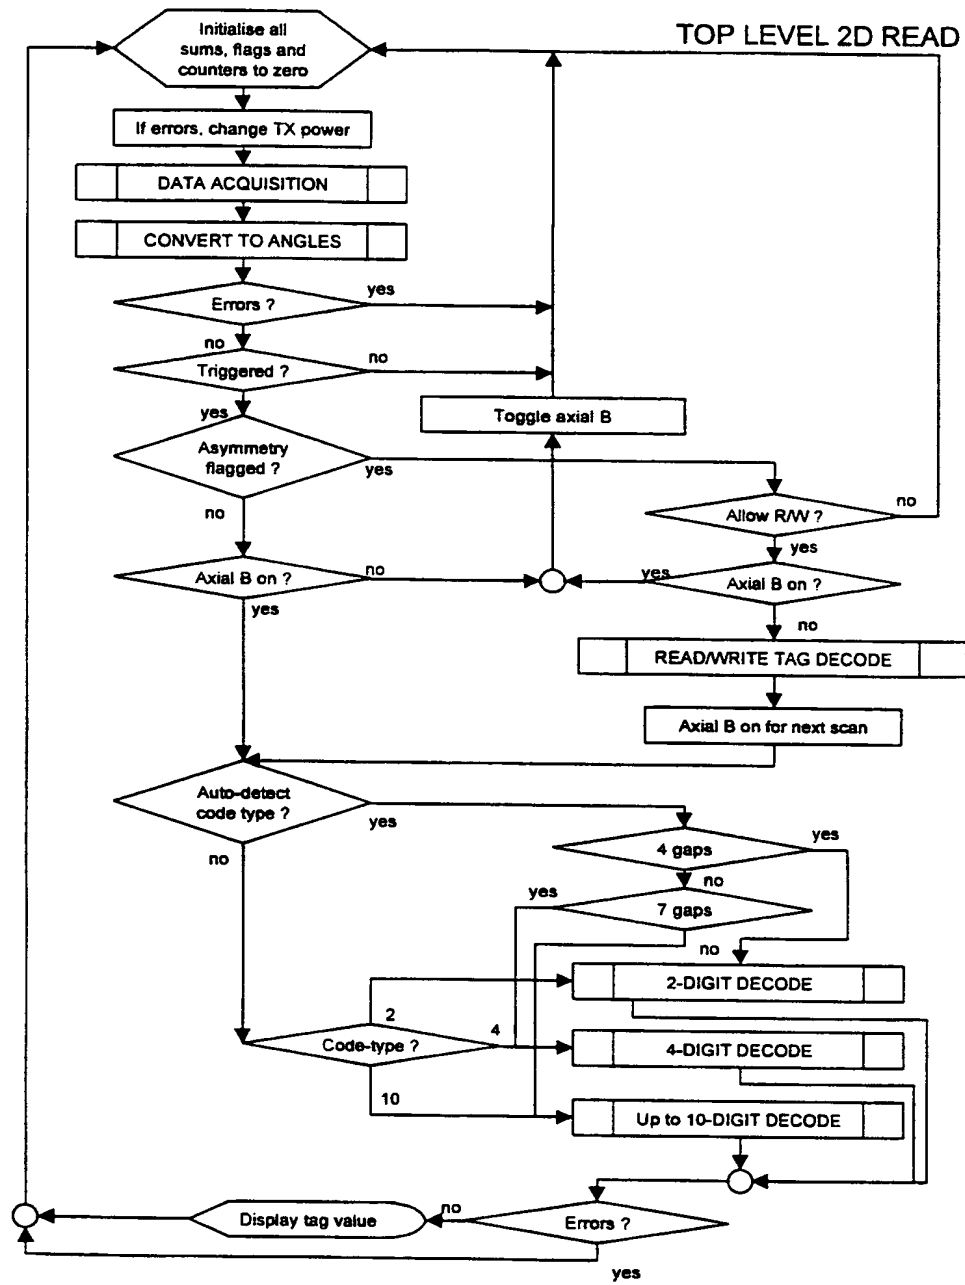 TOP LEVEL 2D READ
Initialise all
sums, flags and
counters to zero
If errors, change TX power
DATA ACQUISITION
CONVERT TO ANGLES
Errors ?
yes
no
Triggered ?
no
yes
Toggle axial B
Asymmetry
flagged ?
yes
no
Allow R/W ?
no
yes
Axial B on ?
no
yes
yes
Axial B on ?
no
READ/WRITE TAG DECODE
Axial B on for next scan
Auto-detect
code type ?
yes
no
4 gaps
yes
no
yes
7 gaps
no
2-DIGIT DECODE
2
4
Code-type ?
4-DIGIT DECODE
10
Up to 10-DIGIT DECODE
Display tag value
no
Errors ?
yes